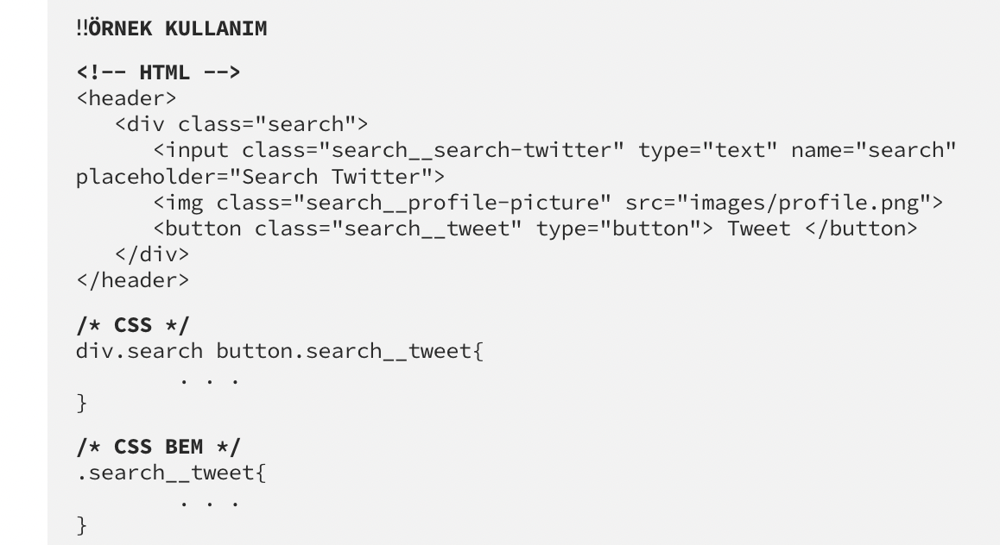 ‼ÖRNEK KULLANIM
<!-- HTML -->
<header>
<div class="search">
<input class="search__search-twitter" type="text" name="search"
placeholder="Search Twitter">
<img class="search__profile-picture" src="images/profile.png">
<button class="search__tweet" type="button"> Tweet </button>
</div>
</header>
/* CSS */
div.search button.search__tweet{
. . .
}
/* CSS BEM */
.search__tweet{
. . .
}